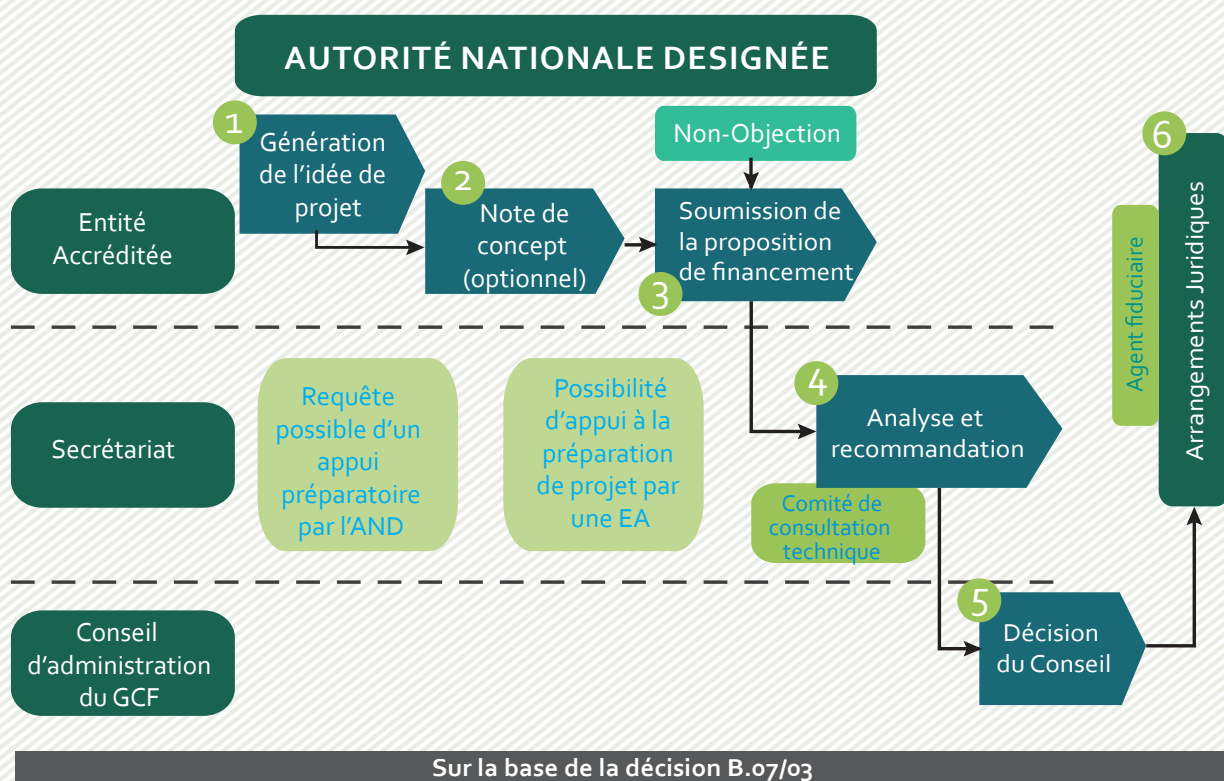 AUTORITÉ NATIONALE DESIGNÉE
1
Génération
de l'idée de
projet
2
Note de
concept
(optionnel)
Non-Objection
Soumission de
la proposition
de financement
3
Entité
Accréditée
6
Arrangements Juridiques
Agent fiduciaire
Secrétariat
Requête
possible d'un
appui
préparatoire
par l'AND
Possibilité
d'appui à la
préparation
de projet par
une EA
4
Analyse et
recommandation
Comité de
consultation
technique
Conseil
d'administration
du GCF
5
Décision
du Conseil
Sur la base de la décision B.07/03